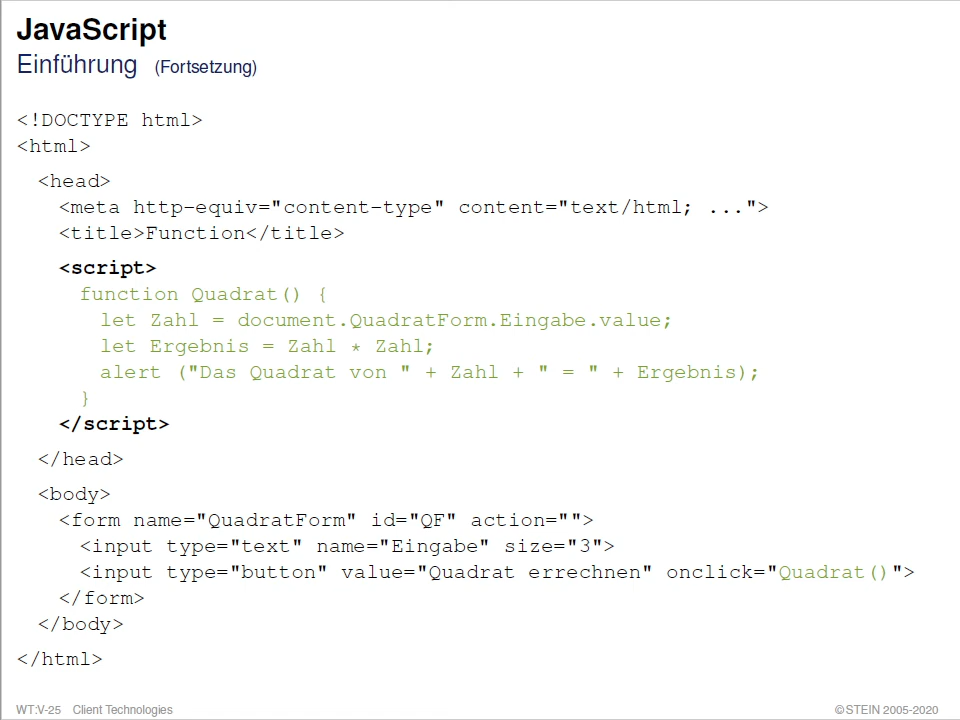 JavaScript
Einführung (Fortsetzung)
<!DOCTYPE html>
<html>
<head>
<meta http-equiv="content-type" content="text/html; ...">
<title>Function</title>
<script>
function Quadrat() {
let Zahl = document.QuadratForm.Eingabe.value;
let Ergebnis = Zahl * Zahl;
alert ("Das Quadrat von " + Zahl + " = " + Ergebnis);
}
</script>
</head>
<body>
<form name="QuadratForm" id="QF" action="">
<input type="text" name="Eingabe" size="3">
<input type="button" value="Quadrat errechnen" onclick="Quadrat()">
</form>
</body>
</html>
WT:V-25 Client Technologies ©STEIN 2005-2020